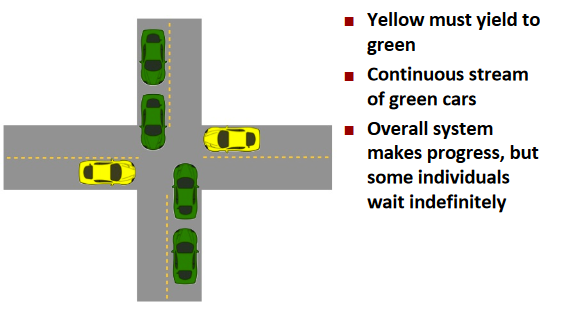 Yellow must yield to
green
Continuous stream
of green cars
Overall system
makes progress, but
some individuals
wait indefinitely